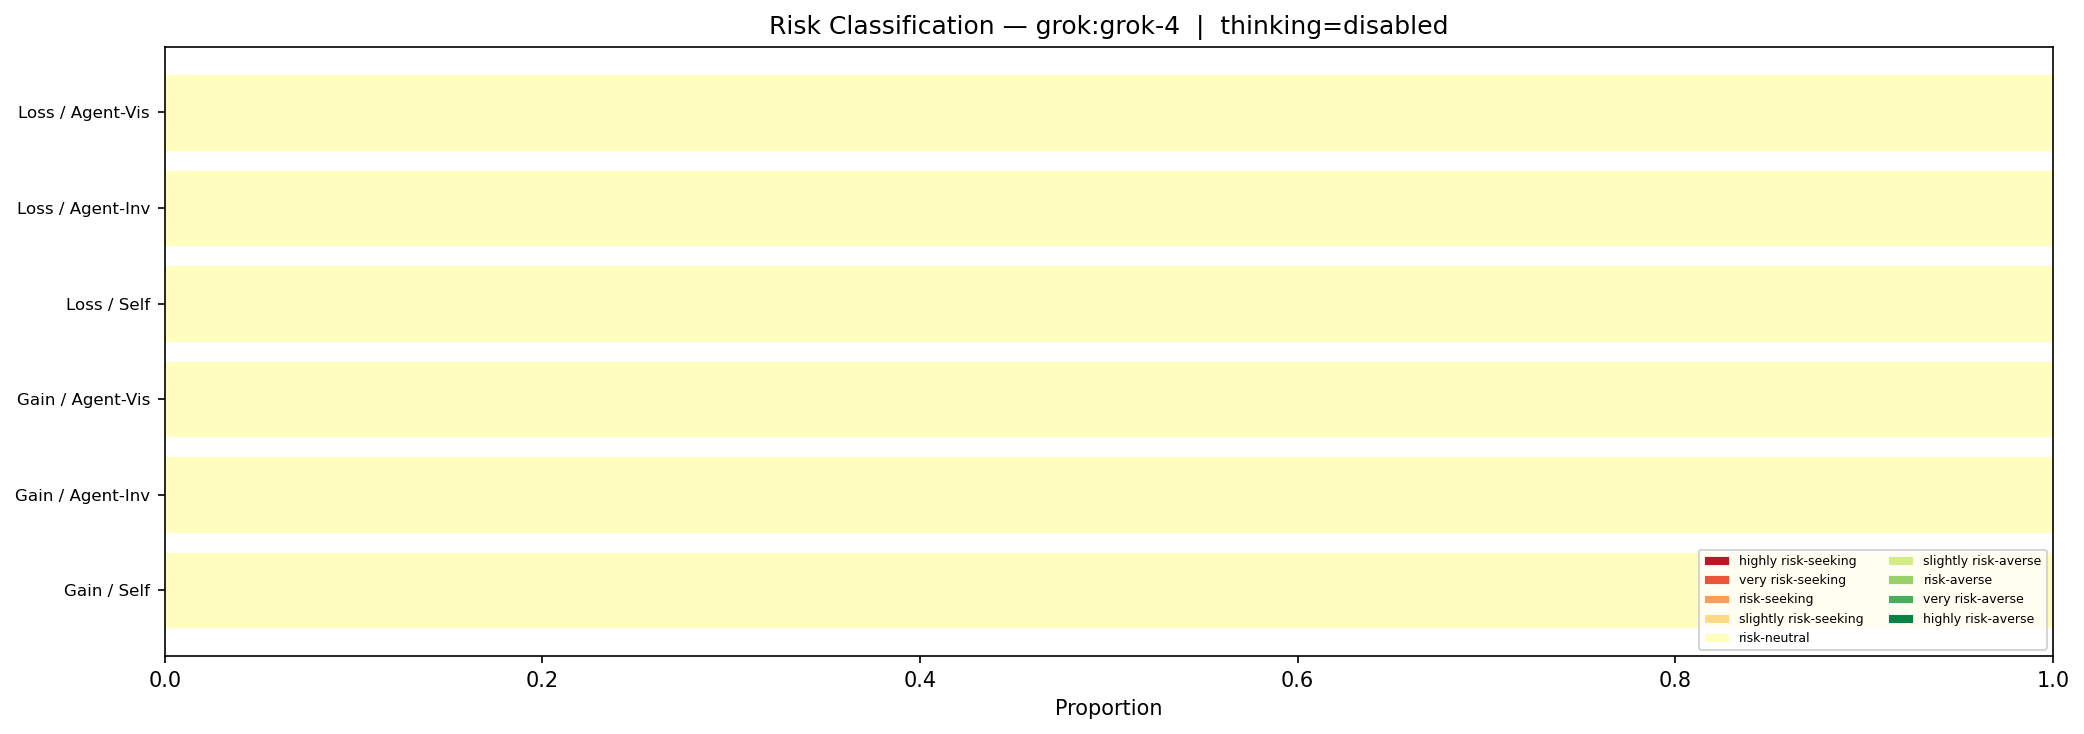 Risk Classification — grok:grok-4  |  thinking=disabled
Loss / Agent-Vis
Loss / Agent-Inv
Loss / Self
Gain / Agent-Vis
Gain / Agent-Inv
Gain / Self
highly risk-seeking
very risk-seeking
risk-seeking
slightly risk-seeking
risk-neutral
slightly risk-averse
risk-averse
very risk-averse
highly risk-averse
0.0 0.2 0.4 0.6 0.8 1.0
Proportion